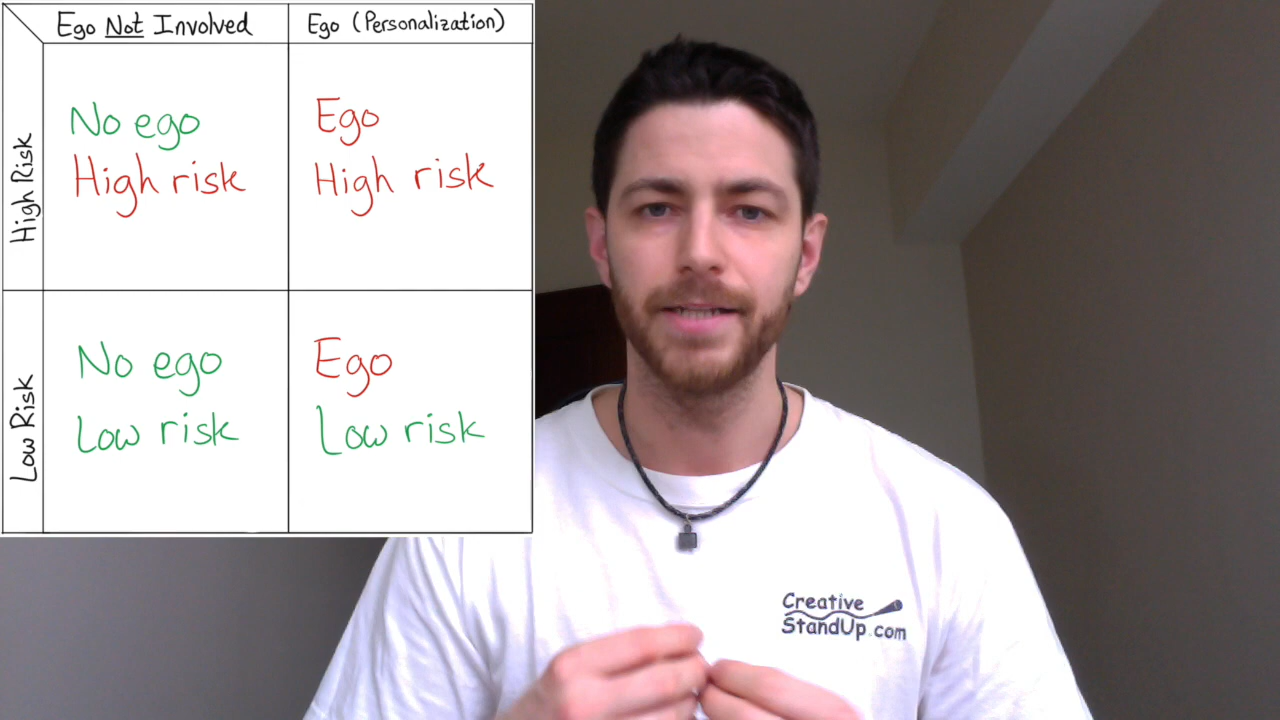 Ego Not Involved
Ego (Personalization)
High Risk
No ego
High risk
Ego
High risk
Low Risk
No ego
Low risk
Ego
Low risk
Creative
StandUp.com